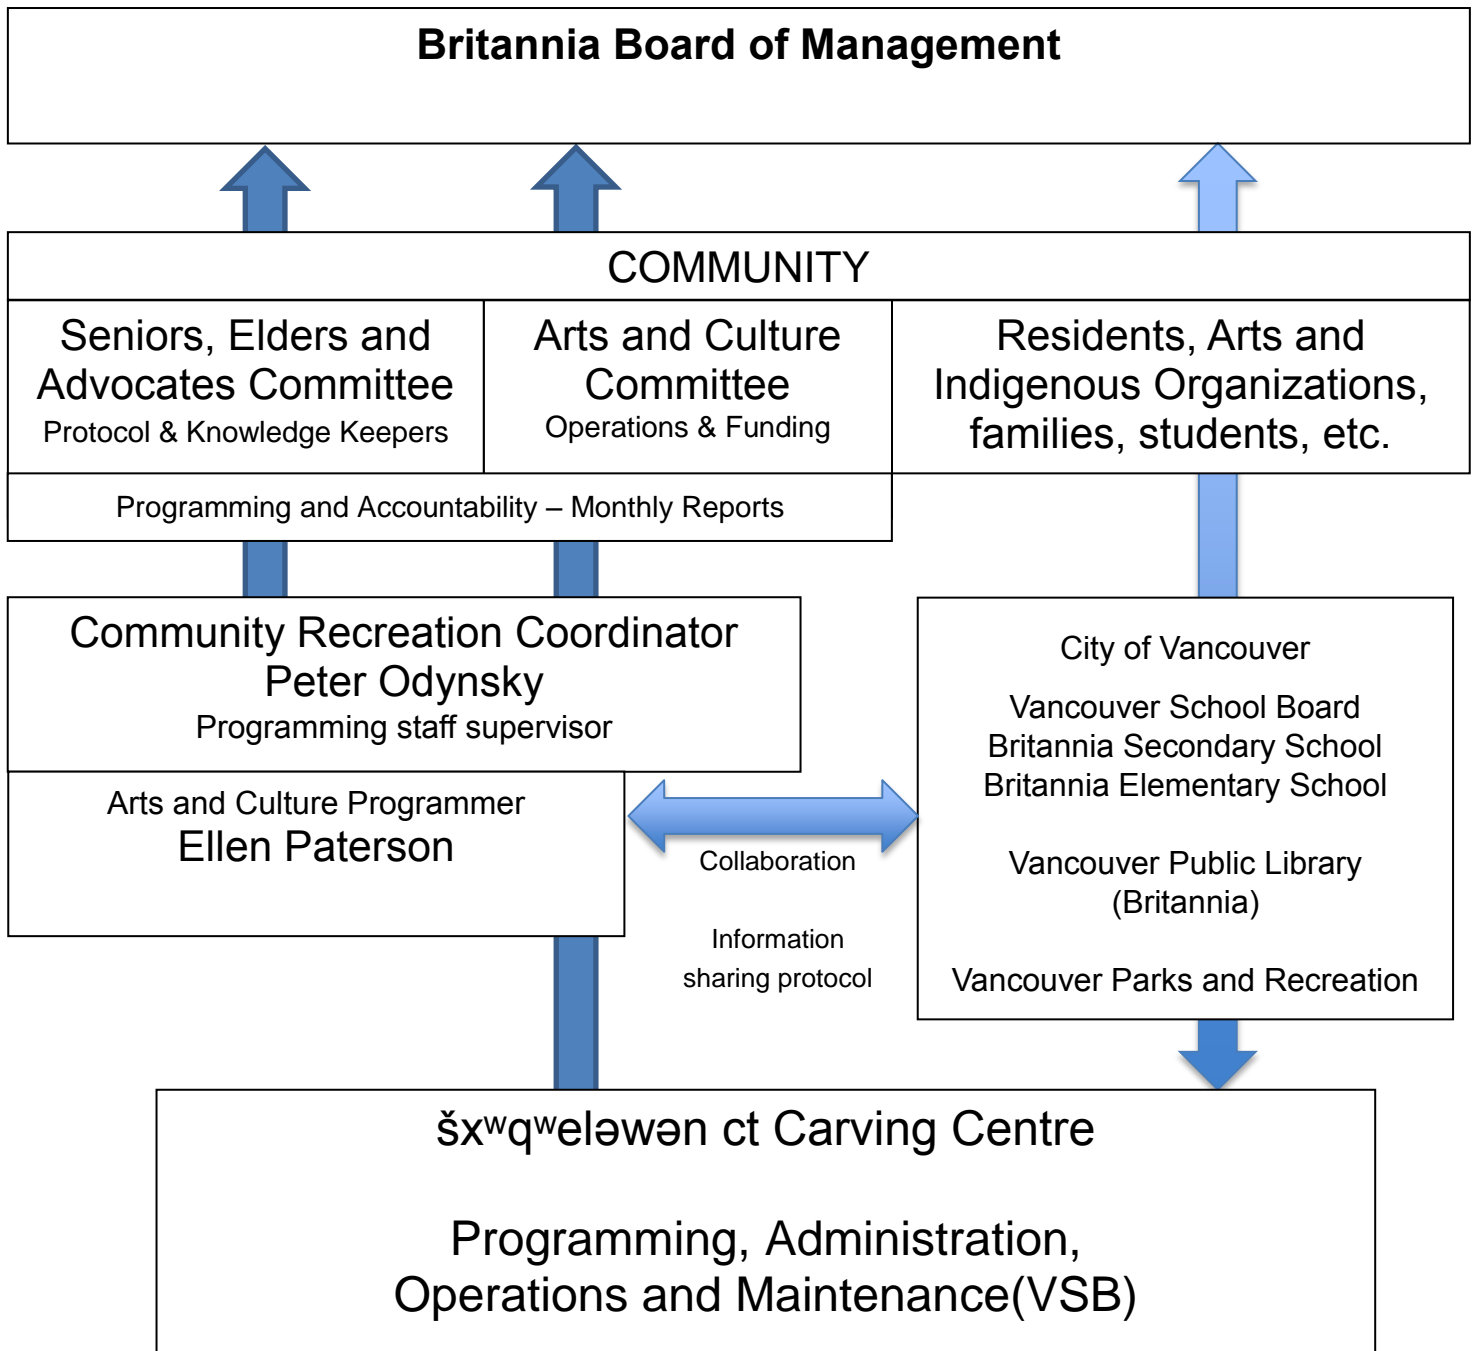 Britannia Board of Management
COMMUNITY
Seniors, Elders and
Advocates Committee
Protocol & Knowledge Keepers
Arts and Culture
Committee
Operations & Funding
Residents, Arts and
Indigenous Organizations,
families, students, etc.
Programming and Accountability – Monthly Reports
Community Recreation Coordinator
Peter Odynsky
Programming staff supervisor
Arts and Culture Programmer
Ellen Paterson
Collaboration
Information
sharing protocol
City of Vancouver
Vancouver School Board
Britannia Secondary School
Britannia Elementary School
Vancouver Public Library
(Britannia)
Vancouver Parks and Recreation
šxʷqʷeləwən ct Carving Centre
Programming, Administration,
Operations and Maintenance(VSB)